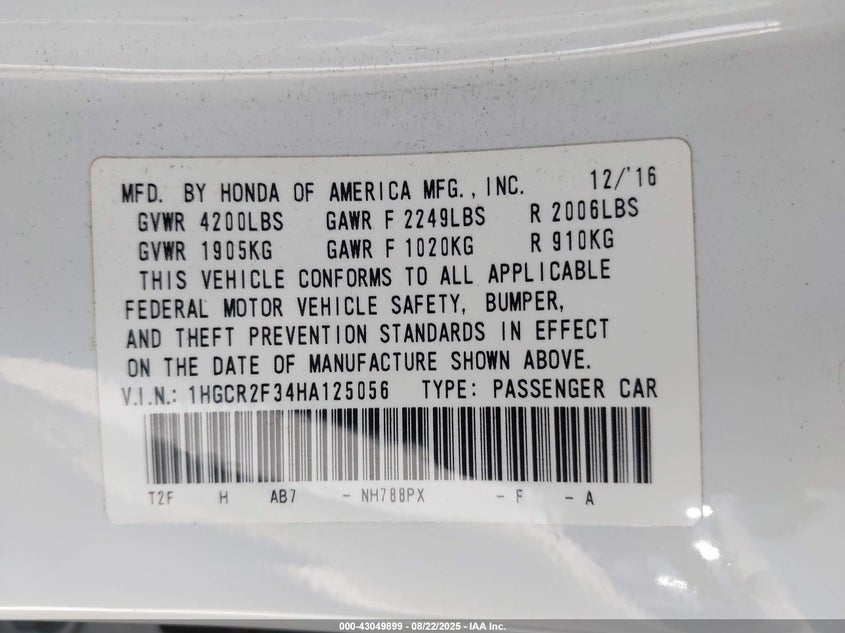 MFD. BY HONDA OF AMERICA MFG., INC. 12/'16
GVWR 4200LBS GAWR F 2249LBS R 2006LBS
GVWR 1905KG GAWR F 1020KG R 910KG
THIS VEHICLE CONFORMS TO ALL APPLICABLE
FEDERAL MOTOR VEHICLE SAFETY, BUMPER,
AND THEFT PREVENTION STANDARDS IN EFFECT
ON THE DATE OF MANUFACTURE SHOWN ABOVE.
V.I.N.: 1HGCR2F34HA125056 TYPE: PASSENGER CAR
T2F H AB7 - NH788PX - F - A
000-43049899 - 08/22/2025 - IAA Inc.